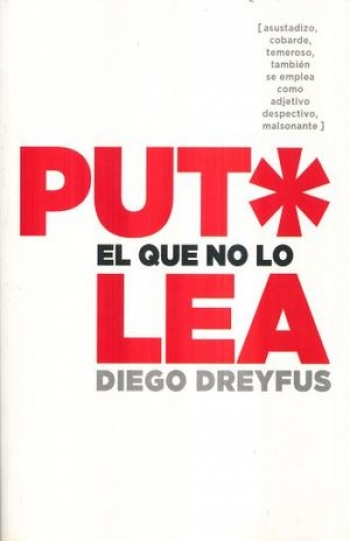 [asustadizo,
cobarde,
temeroso,
también
se emplea
como
adjetivo
despectivo,
malsonante]
PUT*
EL QUE NO LO
LEA
DIEGO DREYFUS